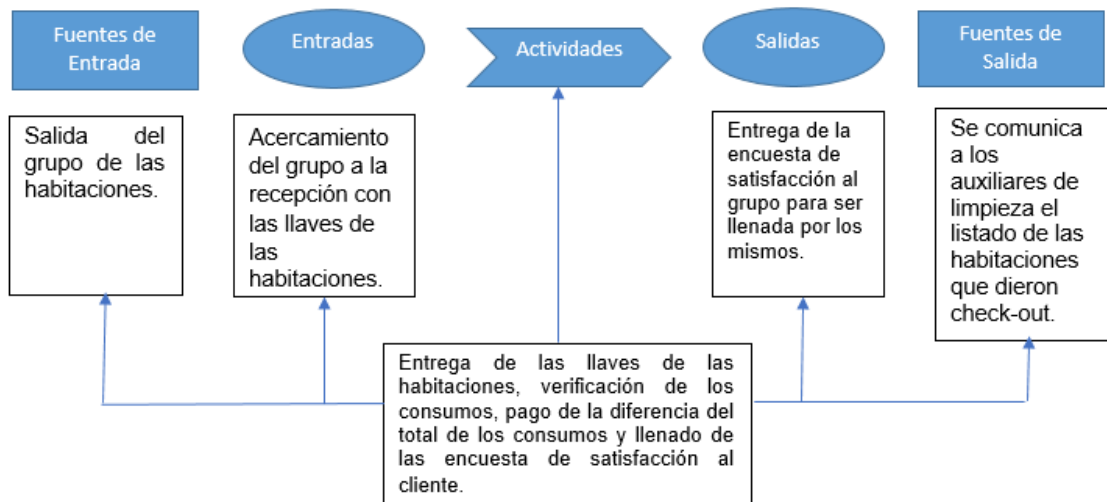 Fuentes de
Entrada
Entradas
Actividades
Salidas
Fuentes de
Salida
Salida del
grupo de las
habitaciones.
Acercamiento
del grupo a la
recepción con
las llaves de
las
habitaciones.
Entrega de la
encuesta de
satisfacción al
grupo para ser
llenada por los
mismos.
Se comunica
a los
auxiliares de
limpieza el
listado de las
habitaciones
que dieron
check-out.
Entrega de las llaves de las
habitaciones, verificación de los
consumos, pago de la diferencia del
total de los consumos y llenado de
las encuesta de satisfacción al
cliente.